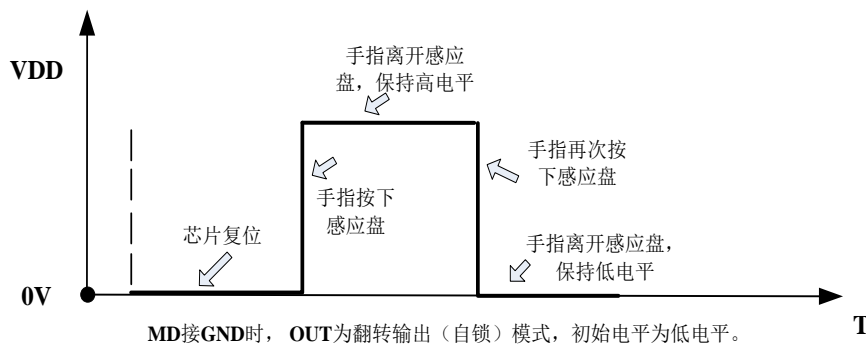 手指离开感应
盘，保持高电平
VDD
手指再次按
下感应盘
手指按下
感应盘
芯片复位
手指离开感应盘，
保持低电平
0V
T
MD接GND时， OUT为翻转输出（自锁）模式，初始电平为低电平。